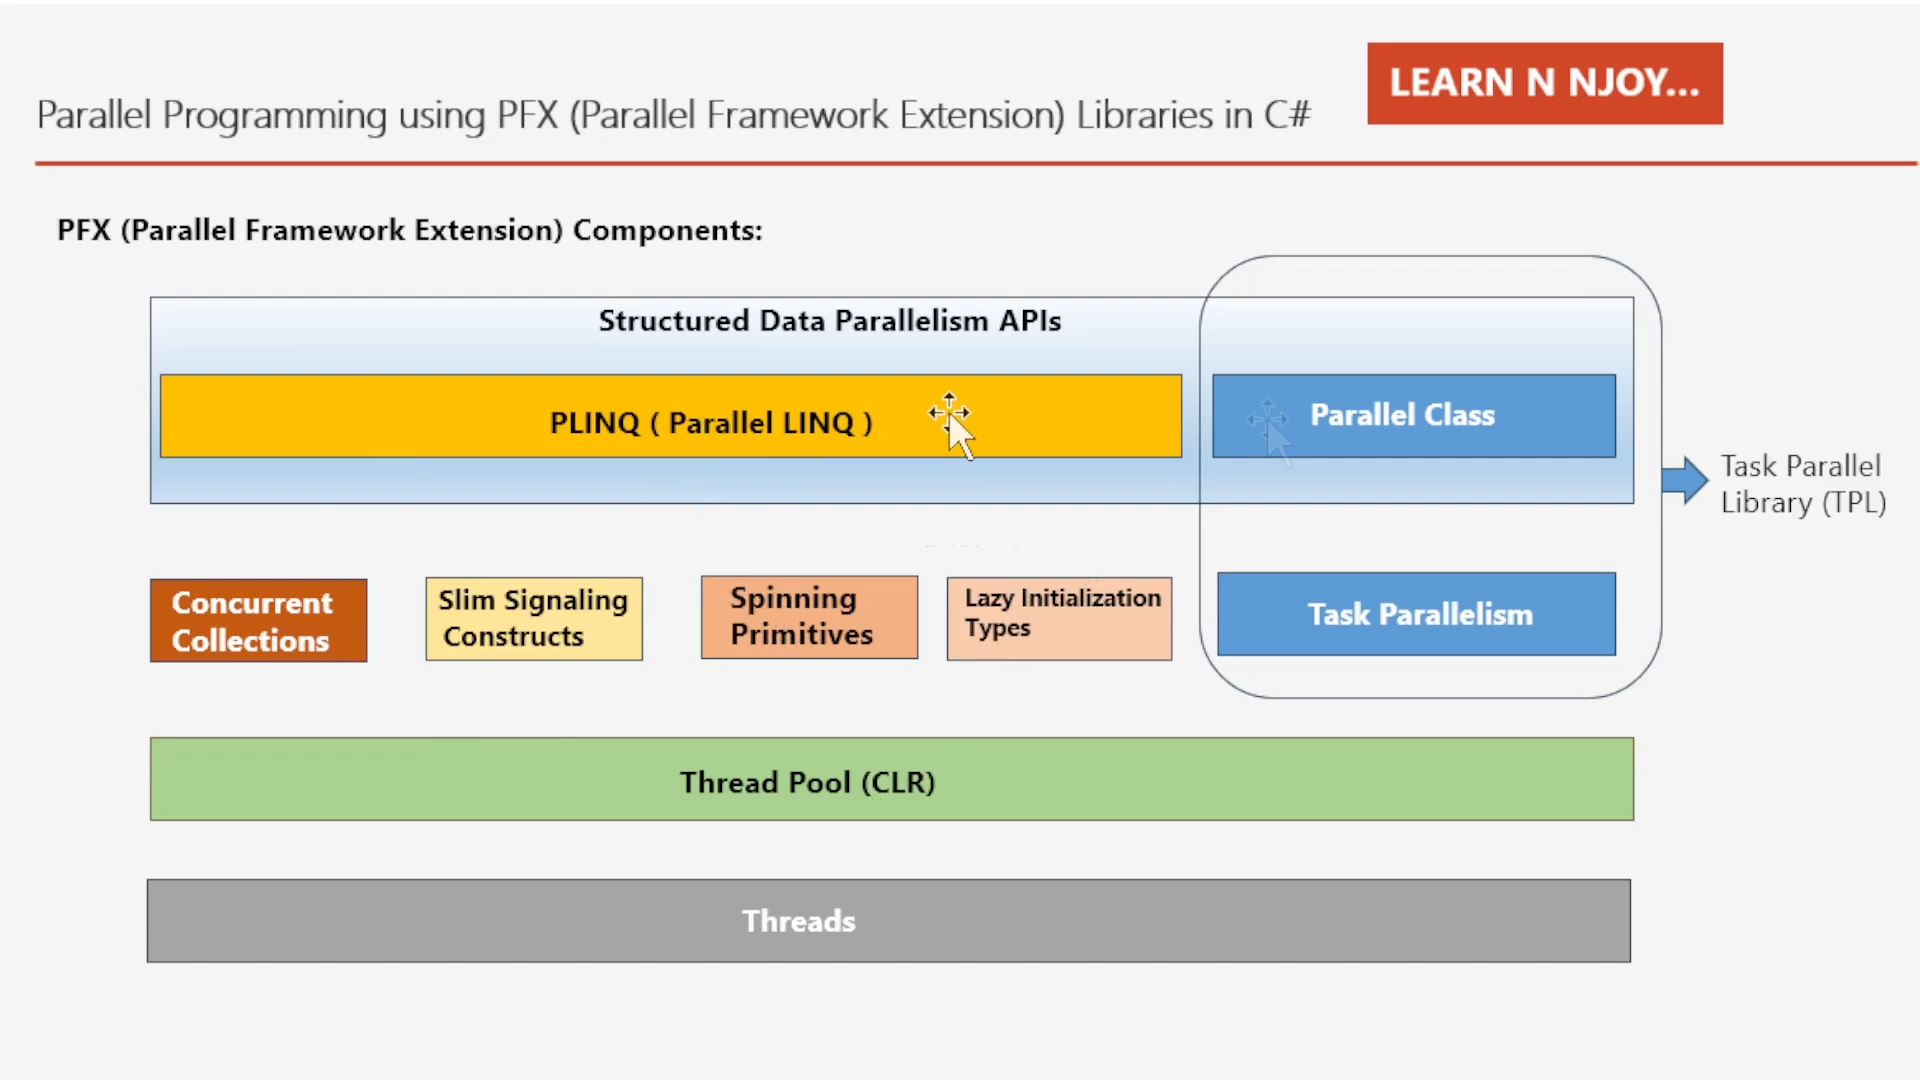 LEARN N NJOY...
Parallel Programming using PFX (Parallel Framework Extension) Libraries in C#
PFX (Parallel Framework Extension) Components:
Structured Data Parallelism APIs
PLINQ ( Parallel LINQ )
Parallel Class
Task Parallel
Library (TPL)
Concurrent
Collections
Slim Signaling
Constructs
Spinning
Primitives
Lazy Initialization
Types
Task Parallelism
Thread Pool (CLR)
Threads